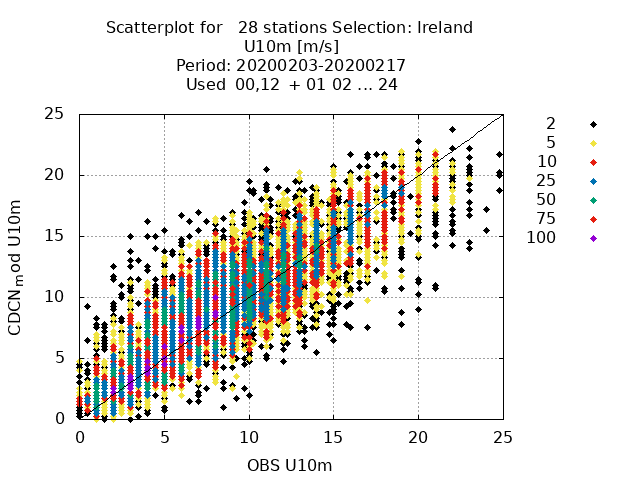 Scatterplot for   28 stations Selection: Ireland
U10m [m/s]
Period: 20200203-20200217
Used  00,12  + 01 02 ... 24
25
20
15
10
5
0
0 5 10 15 20 25
CDCNmod U10m
OBS U10m
2
5
10
25
50
75
100